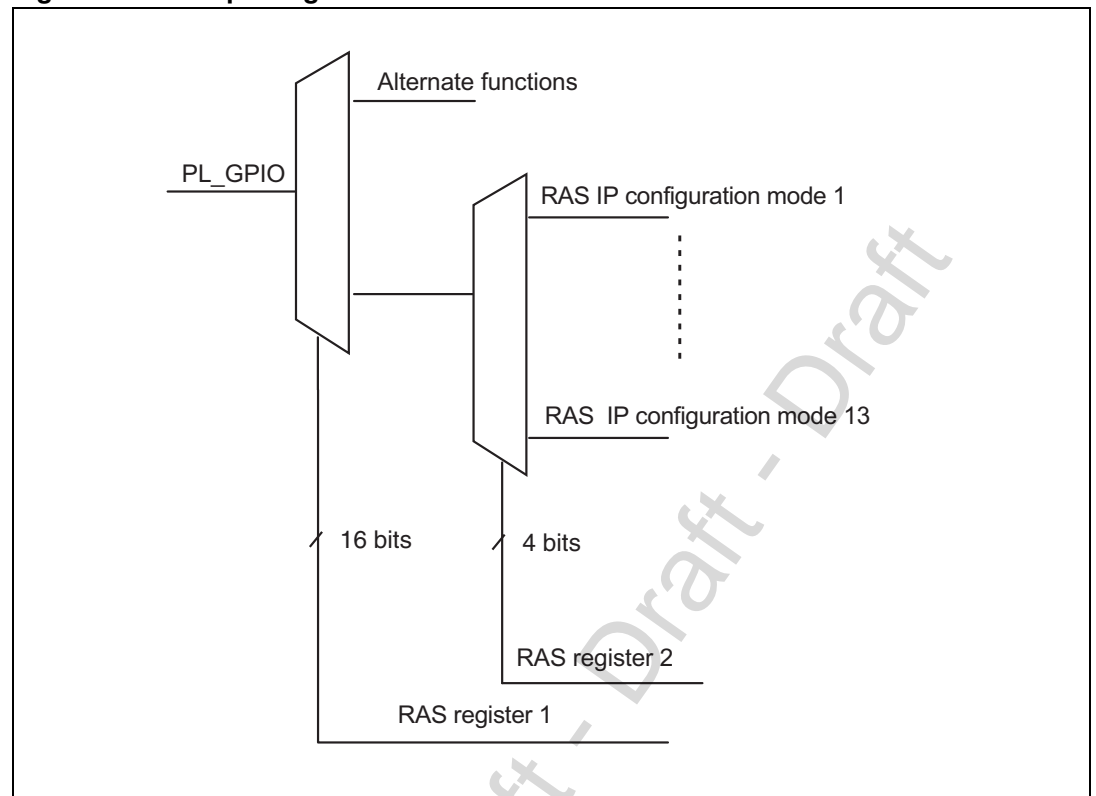 Alternate functions
PL_GPIO
RAS IP configuration mode 1
RAS IP configuration mode 13
16 bits
4 bits
RAS register 2
RAS register 1
Draft - Draft - Draft